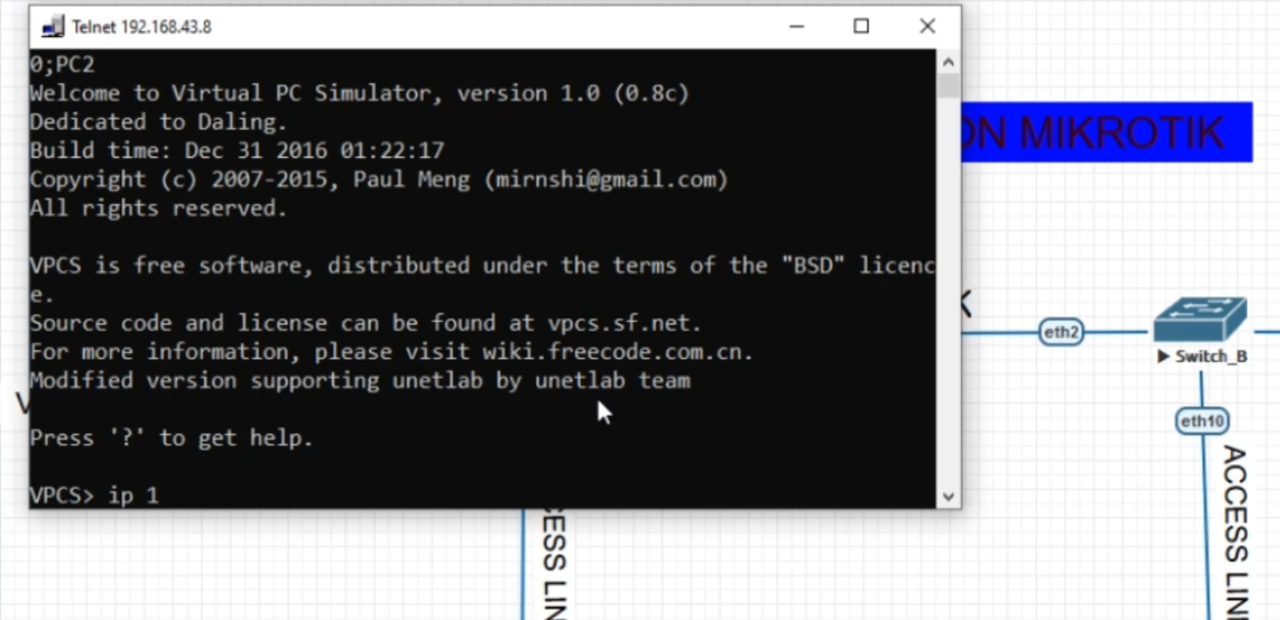 Telnet 192.168.43.8
0;PC2
Welcome to Virtual PC Simulator, version 1.0 (0.8c)
Dedicated to Daling.
Build time: Dec 31 2016 01:22:17
Copyright (c) 2007-2015, Paul Meng (mirnshi@gmail.com)
All rights reserved.
VPCS is free software, distributed under the terms of the "BSD" licenc
e.
Source code and license can be found at vpcs.sf.net.
For more information, please visit wiki.freecode.com.cn.
Modified version supporting unetlab by unetlab team
Press '?' to get help.
VPCS> ip 1
ON MIKROTIK
K
eth2
Switch_B
eth10
ACCESS LIN
ESS LIN